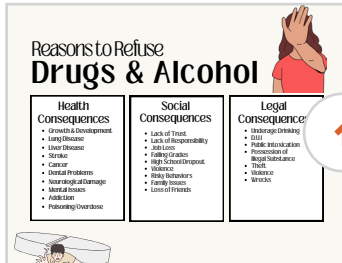 Reasons to Refuse
Drugs & Alcohol
Health
Consequences
Growth & Development
Lung Disease
Liver Disease
Stroke
Cancer
Dental Problems
Neurological Damage
Mental Issues
Addiction
Poisoning/Overdose
Social
Consequences
Lack of Trust
Lack of Responsibility
Job Loss
Failing Grades
High School Dropout
Violence
Risky Behaviors
Family Issues
Loss of Friends
Legal
Consequences
Underage Drinking
D.U.I
Public Intoxication
Possession of
Illegal Substance
Theft
Violence
Wrecks